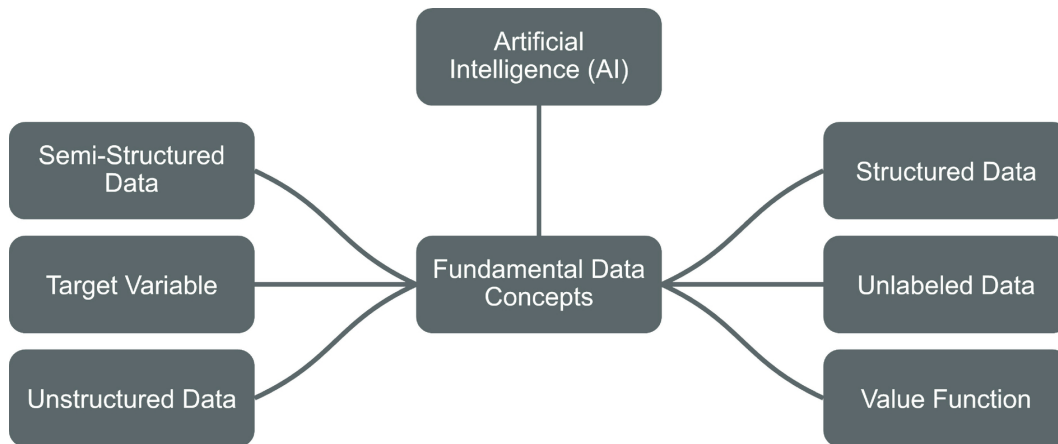 Artificial
Intelligence (AI)
Semi-Structured
Data
Structured Data
Target Variable
Fundamental Data
Concepts
Unlabeled Data
Unstructured Data
Value Function